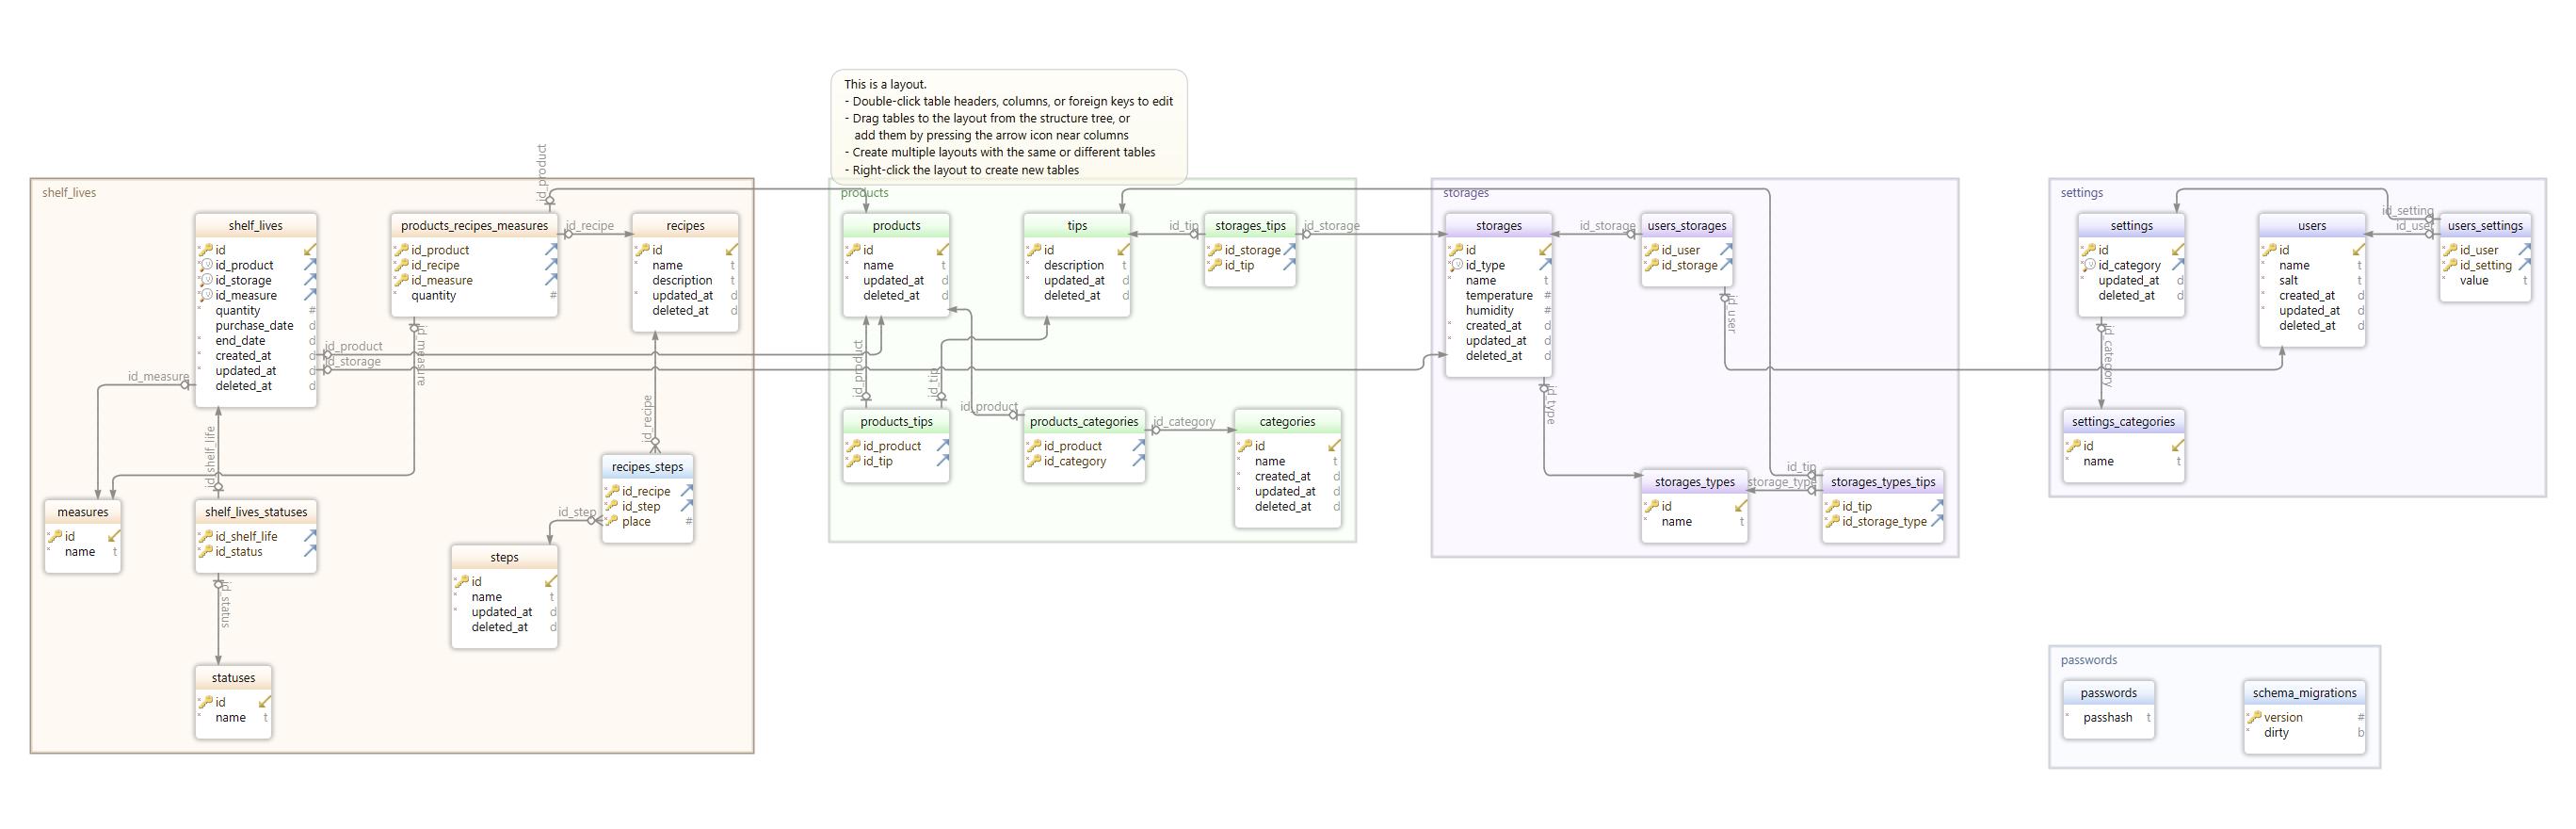 This is a layout.
- Double-click table headers, columns, or foreign keys to edit
- Drag tables to the layout from the structure tree, or
add them by pressing the arrow icon near columns
- Create multiple layouts with the same or different tables
- Right-click the layout to create new tables
shelf_lives
shelf_lives
id
id_product
id_storage
id_measure
quantity #
purchase_date d
end_date d
created_at d
updated_at d
deleted_at d
id_product
id_storage
id_measure
id_product
products_recipes_measures
id_product
id_recipe
id_measure
quantity #
id_recipe
id_measure
recipes
id
name t
description t
updated_at d
deleted_at d
id_recipe
recipes_steps
id_recipe
id_step
place #
id_step
steps
id
name t
updated_at d
deleted_at d
measures
id
name t
id_shelf_life
shelf_lives_statuses
id_shelf_life
id_status
id_status
statuses
id
name t
products
products
id
name t
updated_at d
deleted_at d
tips
id
description t
updated_at d
deleted_at d
id_tip
storages_tips
id_storage
id_tip
id_storage
id_product
id_tip
products_tips
id_product
id_tip
id_product
products_categories
id_product
id_category
id_category
categories
id
name t
created_at d
updated_at d
deleted_at d
storages
storages
id
id_type
name t
temperature #
humidity #
created_at d
updated_at d
deleted_at d
id_storage
users_storages
id_user
id_storage
id_user
id_type
storages_types
id
name t
id_tip
storage_type
storages_types_tips
id_tip
id_storage_type
settings
settings
id
id_category
updated_at d
deleted_at d
id_category
settings_categories
id
name t
users
id
name t
salt t
created_at d
updated_at d
deleted_at d
id_setting
id_user
users_settings
id_user
id_setting
value t
passwords
passwords
passhash t
schema_migrations
version #
dirty b